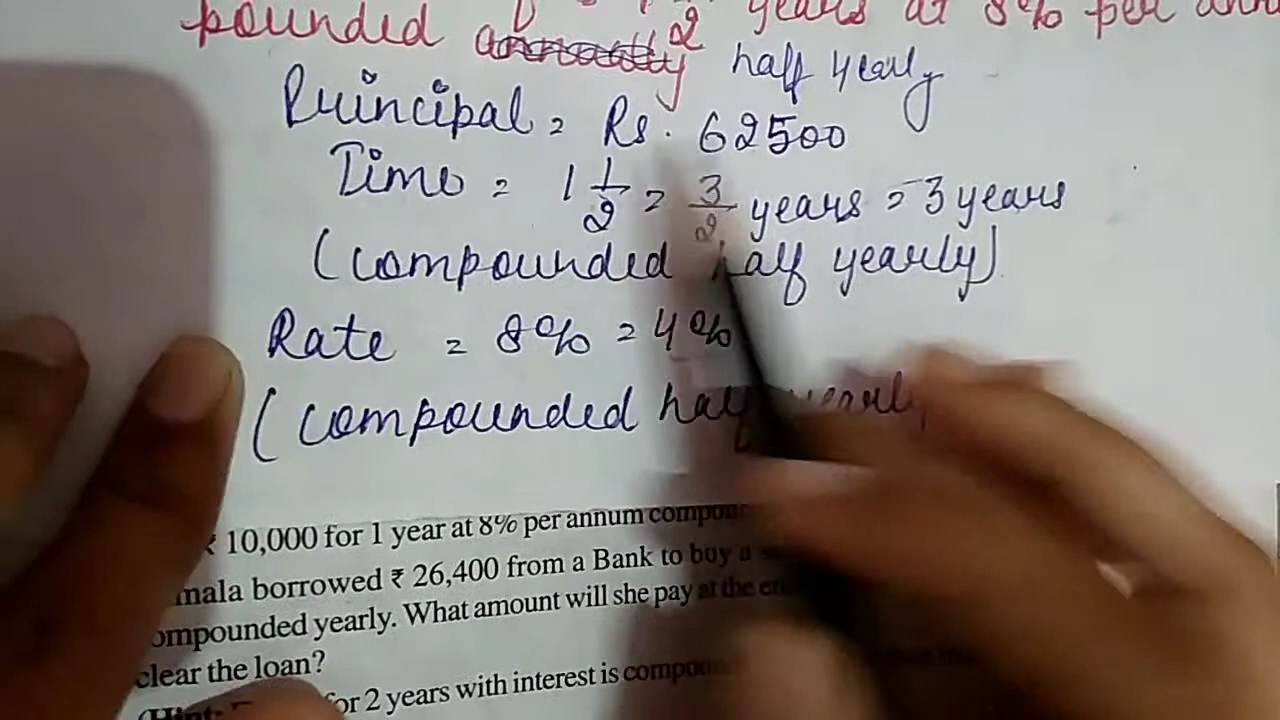 years at 8% per
pounded half yearly
Principal = Rs. 62500
Time = 1 1/2 = 3/2 years = 3 years
(compounded half yearly)
Rate = 8% = 4%
(compounded half yearly
₹ 10,000 for 1 year at 8% per annum
mala borrowed ₹ 26,400 from a Bank to buy a
ompounded yearly. What amount will she pay at the
clear the loan?
(Hint: for 2 years with interest is